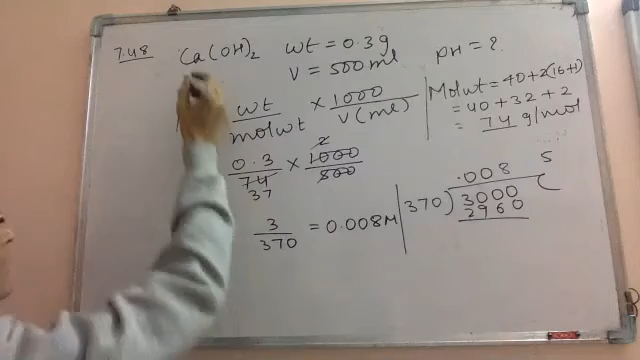 7.48 Ca(OH)₂ wt = 0.3g pH = ?
V = 500 ml
wt/molwt × 1000/V(ml)
0.3/74 × 1000/500
37 2
3/370 = 0.008M
Molwt = 40+2(16+1)
= 40+32+2
= 74 g/mol
.008 5
370) 3000
2960